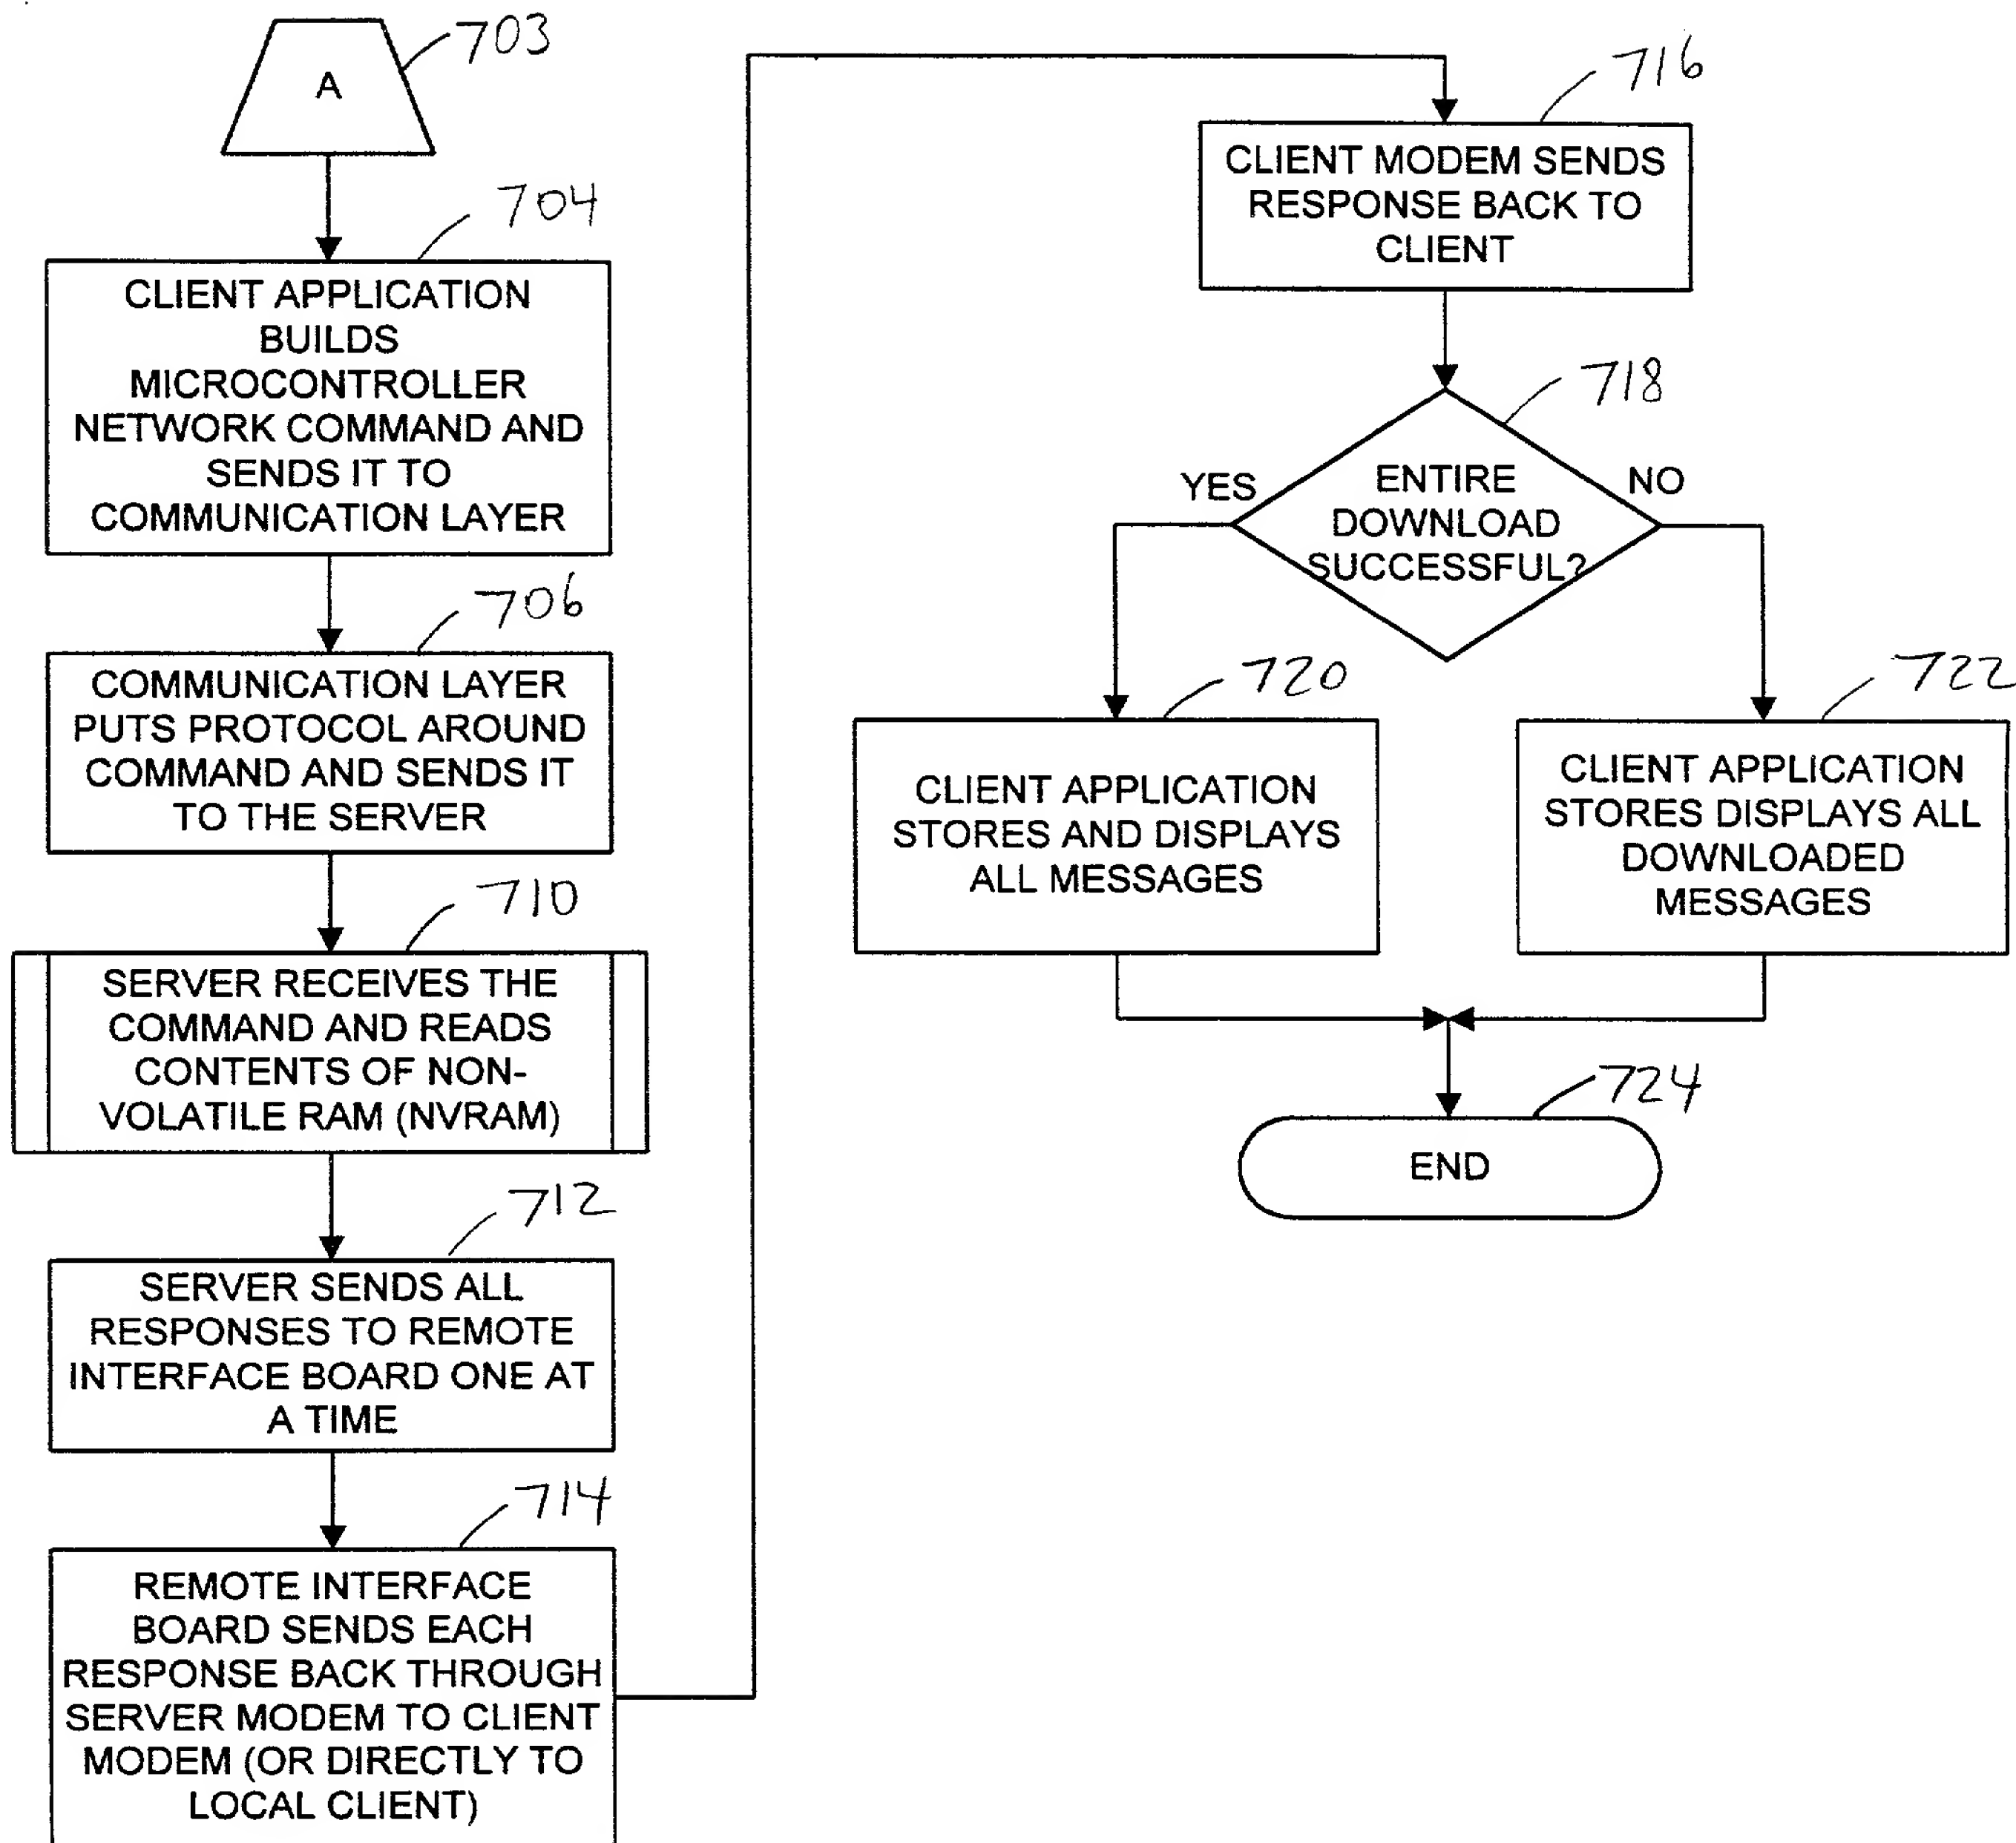 703
A
704
CLIENT APPLICATION
BUILDS
MICROCONTROLLER
NETWORK COMMAND AND
SENDS IT TO
COMMUNICATION LAYER
706
COMMUNICATION LAYER
PUTS PROTOCOL AROUND
COMMAND AND SENDS IT
TO THE SERVER
710
SERVER RECEIVES THE
COMMAND AND READS
CONTENTS OF NON-
VOLATILE RAM (NVRAM)
712
SERVER SENDS ALL
RESPONSES TO REMOTE
INTERFACE BOARD ONE AT
A TIME
714
REMOTE INTERFACE
BOARD SENDS EACH
RESPONSE BACK THROUGH
SERVER MODEM TO CLIENT
MODEM (OR DIRECTLY TO
LOCAL CLIENT)
716
CLIENT MODEM SENDS
RESPONSE BACK TO
CLIENT
718
YES
ENTIRE
DOWNLOAD
SUCCESSFUL?
NO
720
CLIENT APPLICATION
STORES AND DISPLAYS
ALL MESSAGES
722
CLIENT APPLICATION
STORES DISPLAYS ALL
DOWNLOADED
MESSAGES
724
END